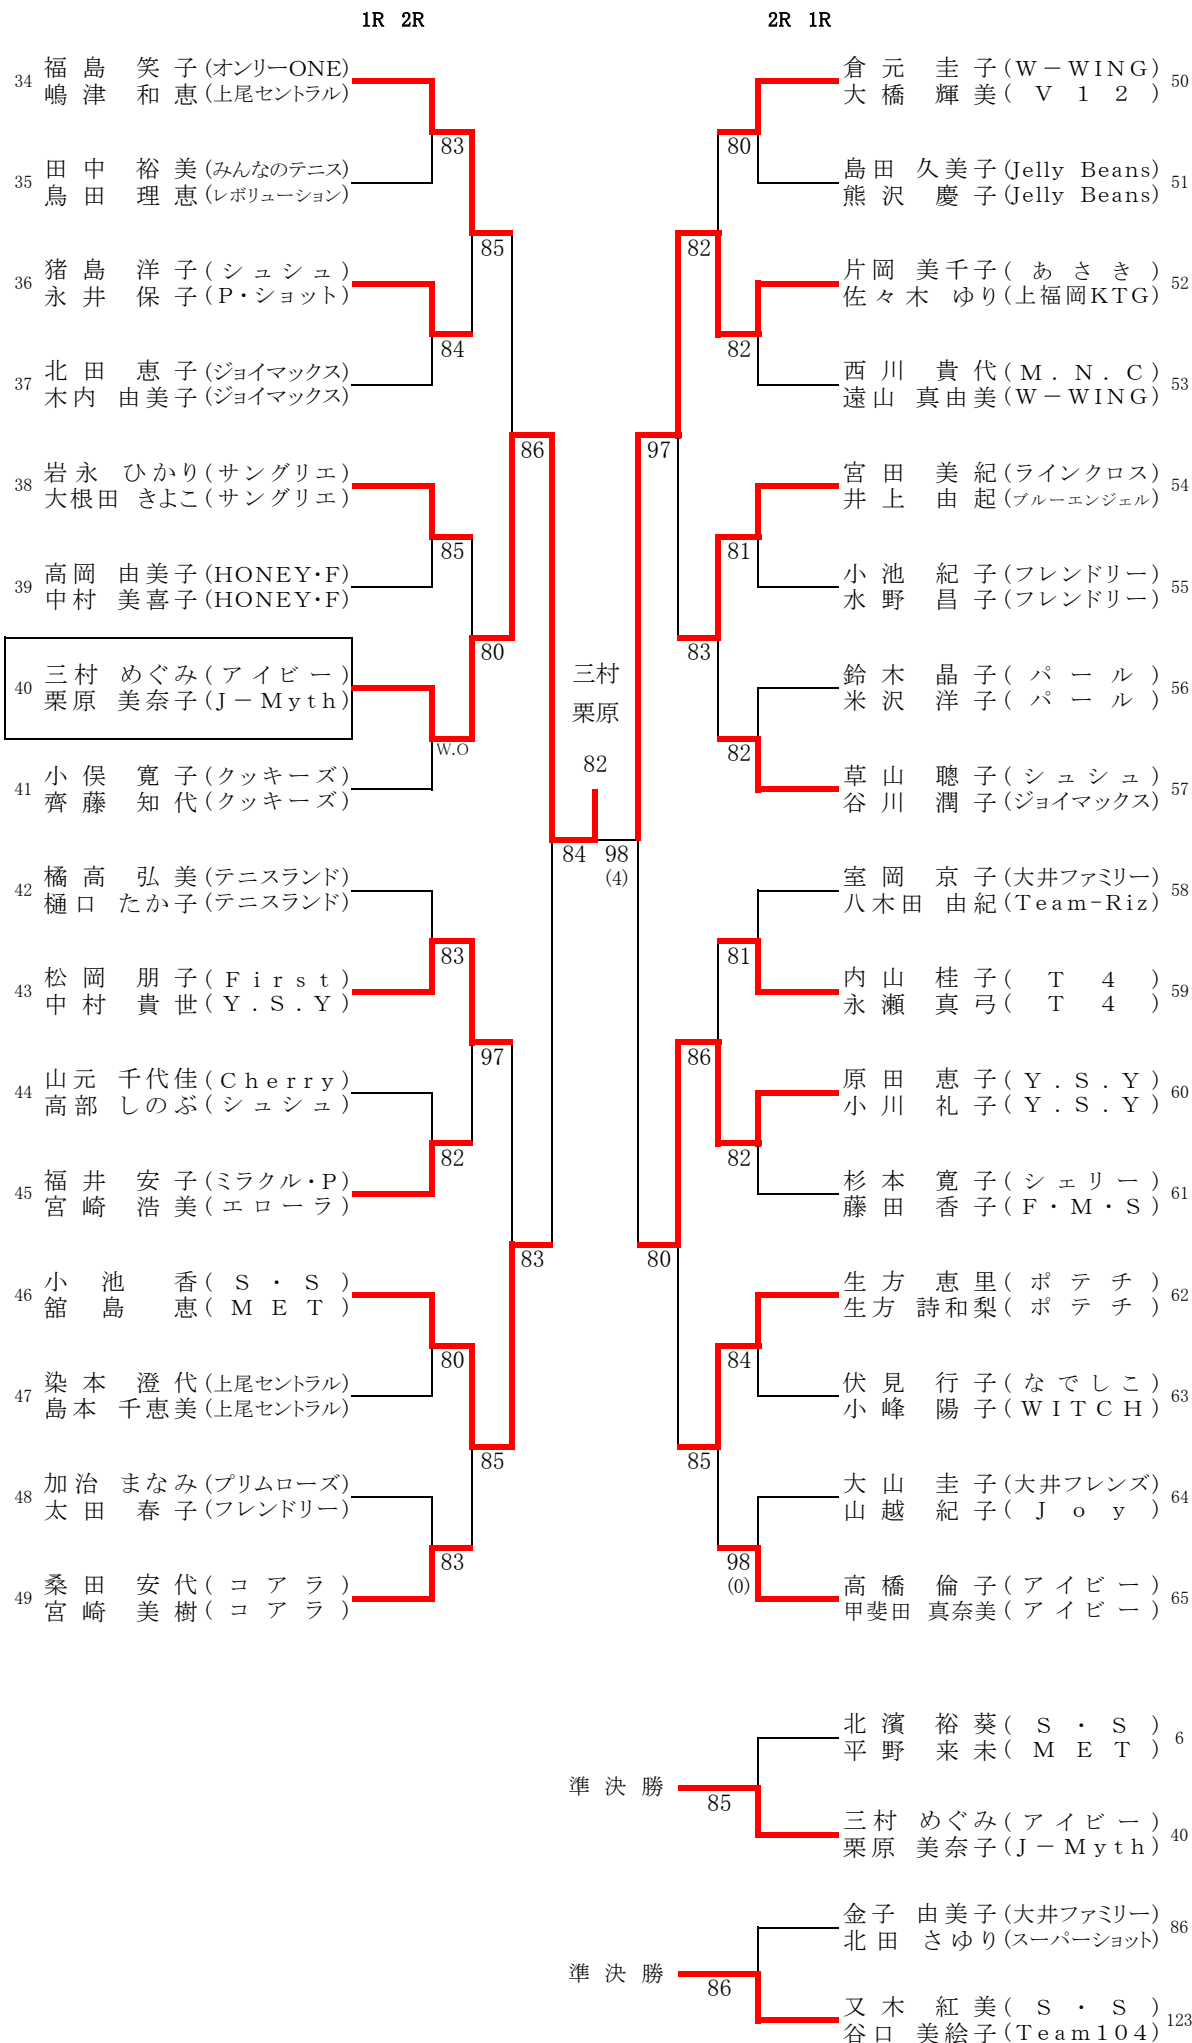 1R 2R
34 福島 笑子(オンリーONE)
嶋津 和恵(上尾セントラル)
83
35 田中 裕美(みんなのテニス)
鳥田 理恵(レボリューション)
85
36 猪島 洋子(シュシュ)
永井 保子(P・ショット)
84
37 北田 恵子(ジョイマックス)
木内 由美子(ジョイマックス)
86
38 岩永 ひかり(サングリエ)
大根田 きよこ(サングリエ)
85
39 高岡 由美子(HONEY・F)
中村 美喜子(HONEY・F)
80
40 三村 めぐみ(アイビー)
栗原 美奈子(J-Myth)
W.O
41 小俣 寛子(クッキーズ)
齊藤 知代(クッキーズ)
三村
栗原
82
84 98
(4)
42 橘高 弘美(テニスランド)
樋口 たか子(テニスランド)
83
43 松岡 朋子(First)
中村 貴世(Y.S.Y)
97
44 山元 千代佳(Cherry)
高部 しのぶ(シュシュ)
82
45 福井 安子(ミラクル・P)
宮崎 浩美(エローラ)
83
46 小池 香(S・S)
舘島 恵(MET)
80
47 染本 澄代(上尾セントラル)
島本 千恵美(上尾セントラル)
85
48 加治 まなみ(プリムローズ)
太田 春子(フレンドリー)
83
49 桑田 安代(コアラ)
宮崎 美樹(コアラ)
2R 1R
倉元 圭子(W-WING) 50
大橋 輝美(V12)
80
島田 久美子(Jelly Beans) 51
熊沢 慶子(Jelly Beans)
82
片岡 美千子(あさき) 52
佐々木 ゆり(上福岡KTG)
82
西川 貴代(M.N.C) 53
遠山 真由美(W-WING)
97
宮田 美紀(ラインクロス) 54
井上 由起(ブルーエンジェル)
81
小池 紀子(フレンドリー) 55
水野 昌子(フレンドリー)
83
鈴木 晶子(パール) 56
米沢 洋子(パール)
82
草山 聰子(シュシュ) 57
谷川 潤子(ジョイマックス)
室岡 京子(大井ファミリー) 58
八木田 由紀(Team-Riz)
81
内山 桂子(T4) 59
永瀬 真弓(T4)
86
原田 恵子(Y.S.Y) 60
小川 礼子(Y.S.Y)
82
杉本 寛子(シェリー) 61
藤田 香子(F・M・S)
80
生方 恵里(ポテチ) 62
生方 詩和梨(ポテチ)
84
伏見 行子(なでしこ) 63
小峰 陽子(WITCH)
85
大山 圭子(大井フレンズ) 64
山越 紀子(Joy)
98
(0)
高橋 倫子(アイビー) 65
甲斐田 真奈美(アイビー)
北濱 裕葵(S・S) 6
平野 来未(MET)
準決勝
85
三村 めぐみ(アイビー) 40
栗原 美奈子(J-Myth)
金子 由美子(大井ファミリー) 86
北田 さゆり(スーパーショット)
準決勝
86
又木 紅美(S・S) 123
谷口 美絵子(Team104)